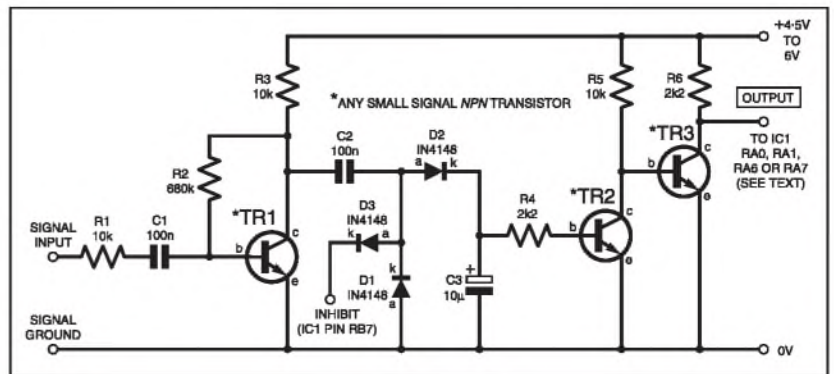 +4·5V
TO
6V
R3
10k
R5
10k
R6
2k2
OUTPUT
*ANY SMALL SIGNAL NPN TRANSISTOR
*TR3
TO IC1
RA0, RA1,
RA6 OR RA7
(SEE TEXT)
C2
100n
D2
IN4148
a
k
c
b
e
R2
680k
*TR2
D3
IN4148
k
a
R4
2k2
c
b
e
SIGNAL
INPUT
R1
10k
C1
100n
*TR1
c
b
e
k
D1
IN4148
a
C3
10µ
+
INHIBIT
(IC1 PIN RB7)
SIGNAL
GROUND
0V